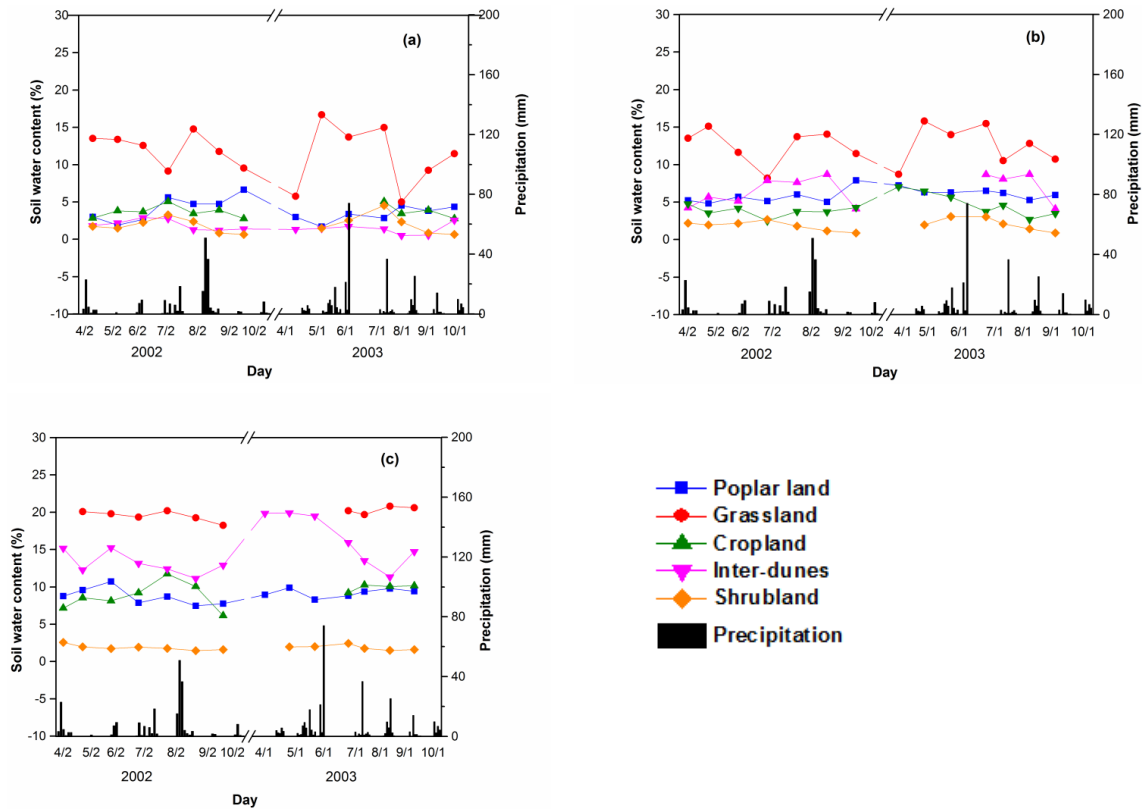 (a)
Soil water content (%)
30
25
20
15
10
5
0
-5
-10
Precipitation (mm)
200
160
120
80
40
0
4/2 5/2 6/2 7/2 8/2 9/2 10/2 4/1 5/1 6/1 7/1 8/1 9/1 10/1
2002 2003
Day
(b)
Soil water content (%)
30
25
20
15
10
5
0
-5
-10
Precipitation (mm)
200
160
120
80
40
0
4/2 5/2 6/2 7/2 8/2 9/2 10/2 4/1 5/1 6/1 7/1 8/1 9/1 10/1
2002 2003
Day
(c)
Soil water content (%)
30
25
20
15
10
5
0
-5
-10
Precipitation (mm)
200
160
120
80
40
0
4/2 5/2 6/2 7/2 8/2 9/2 10/2 4/1 5/1 6/1 7/1 8/1 9/1 10/1
2002 2003
Day
Poplar land
Grassland
Cropland
Inter-dunes
Shrubland
Precipitation